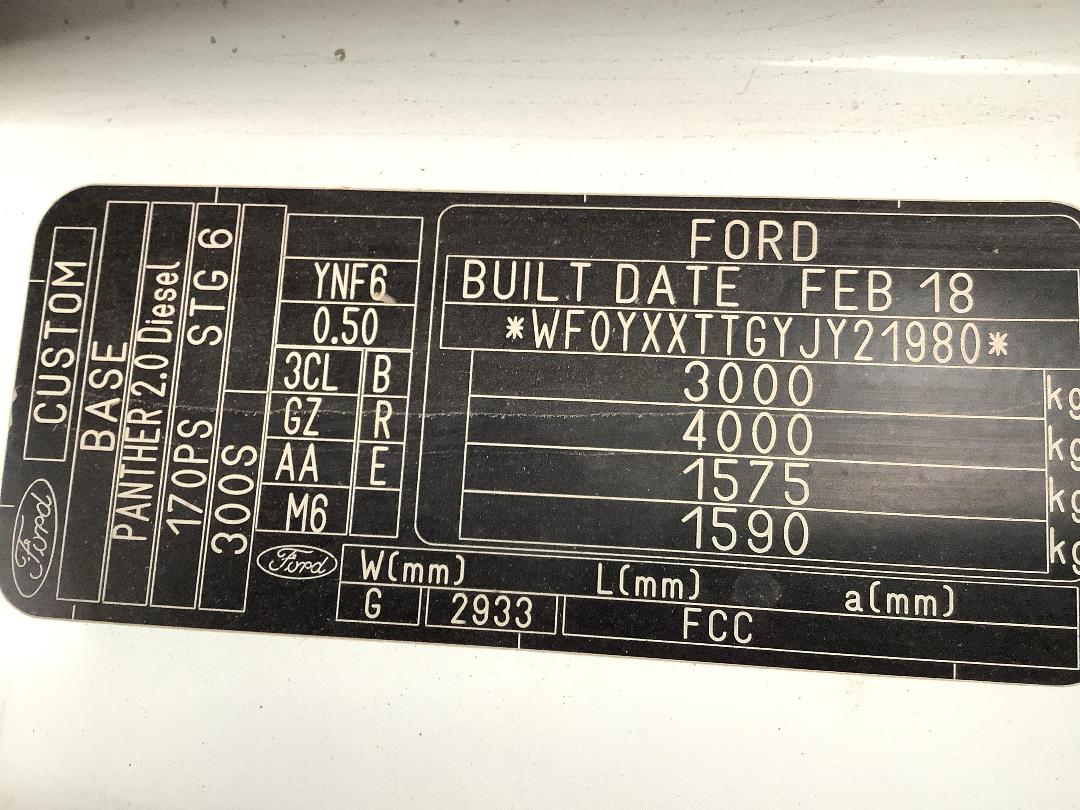 Ford
CUSTOM
BASE
PANTHER 2.0 Diesel
170PS STG 6
300S
YNF6
0.50
3CL B
GZ R
AA E
M6
FORD
BUILT DATE FEB 18
*WF0YXXTTGYJY21980*
3000 kg
4000 kg
1575 kg
1590 kg
Ford
W(mm) L(mm) a(mm)
G 2933 FCC